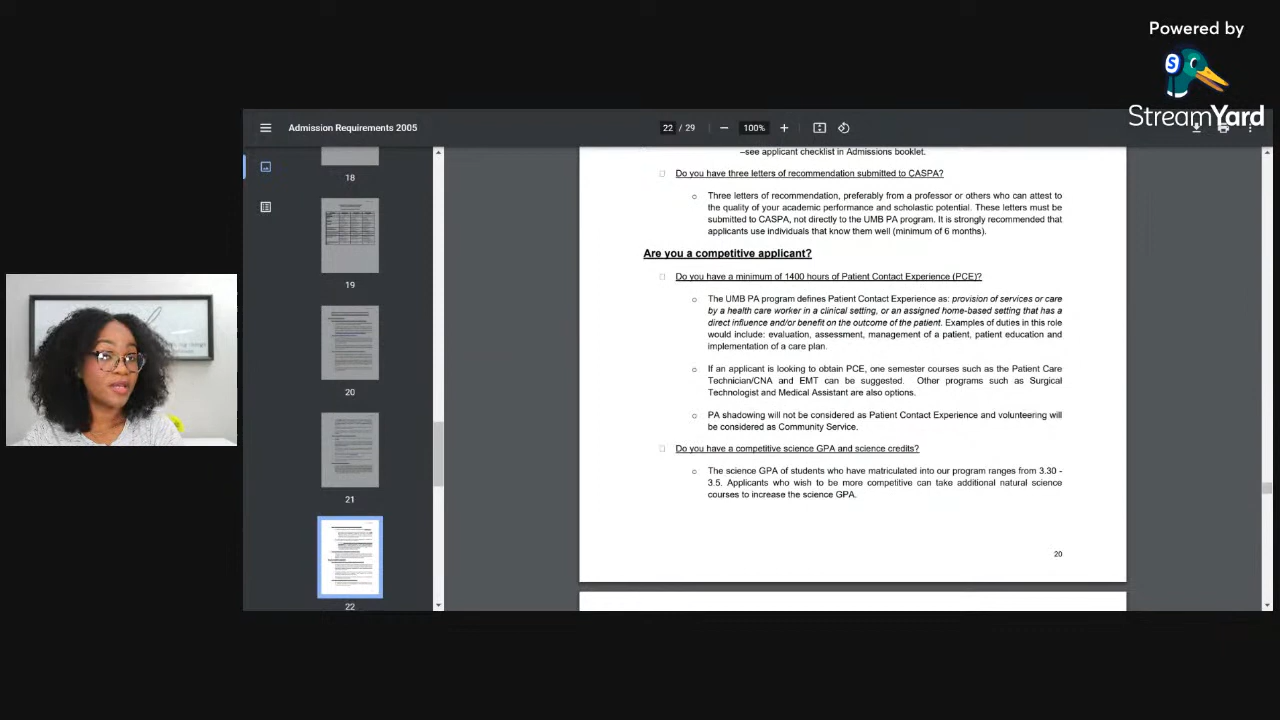 Powered by
S
StreamYard
Admission Requirements 2005
22 / 29
100%
18
19
20
21
22
–see applicant checklist in Admissions booklet.
Do you have three letters of recommendation submitted to CASPA?
o Three letters of recommendation, preferably from a professor or others who can attest to
the quality of your academic performance and scholastic potential. These letters must be
submitted to CASPA, not directly to the UMB PA program. It is strongly recommended that
applicants use individuals that know them well (minimum of 6 months).
Are you a competitive applicant?
Do you have a minimum of 1400 hours of Patient Contact Experience (PCE)?
o The UMB PA program defines Patient Contact Experience as: provision of services or care
by a health care worker in a clinical setting, or an assigned home-based setting that has a
direct influence and/or benefit on the outcome of the patient. Examples of duties in this role
would include: evaluation, assessment, management of a patient, patient education and
implementation of a care plan.
o If an applicant is looking to obtain PCE, one semester courses such as the Patient Care
Technician/CNA and EMT can be suggested. Other programs such as Surgical
Technologist and Medical Assistant are also options.
o PA shadowing will not be considered as Patient Contact Experience and volunteering will
be considered as Community Service.
Do you have a competitive science GPA and science credits?
o The science GPA of students who have matriculated into our program ranges from 3.30 -
3.5. Applicants who wish to be more competitive can take additional natural science
courses to increase the science GPA.
20